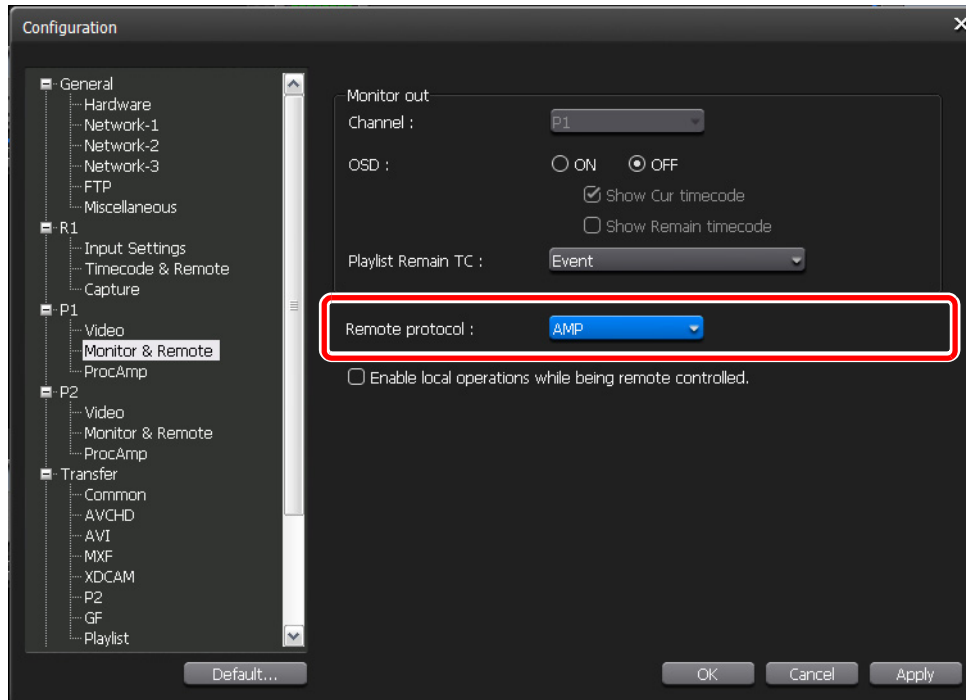 Configuration
General
Hardware
Network-1
Network-2
Network-3
FTP
Miscellaneous
R1
Input Settings
Timecode & Remote
Capture
P1
Video
Monitor & Remote
ProcAmp
P2
Video
Monitor & Remote
ProcAmp
Transfer
Common
AVCHD
AVI
MXF
XDCAM
P2
GF
Playlist
Default...
Monitor out
Channel : P1
OSD : ON OFF
Show Cur timecode
Show Remain timecode
Playlist Remain TC : Event
Remote protocol : AMP
Enable local operations while being remote controlled.
OK Cancel Apply